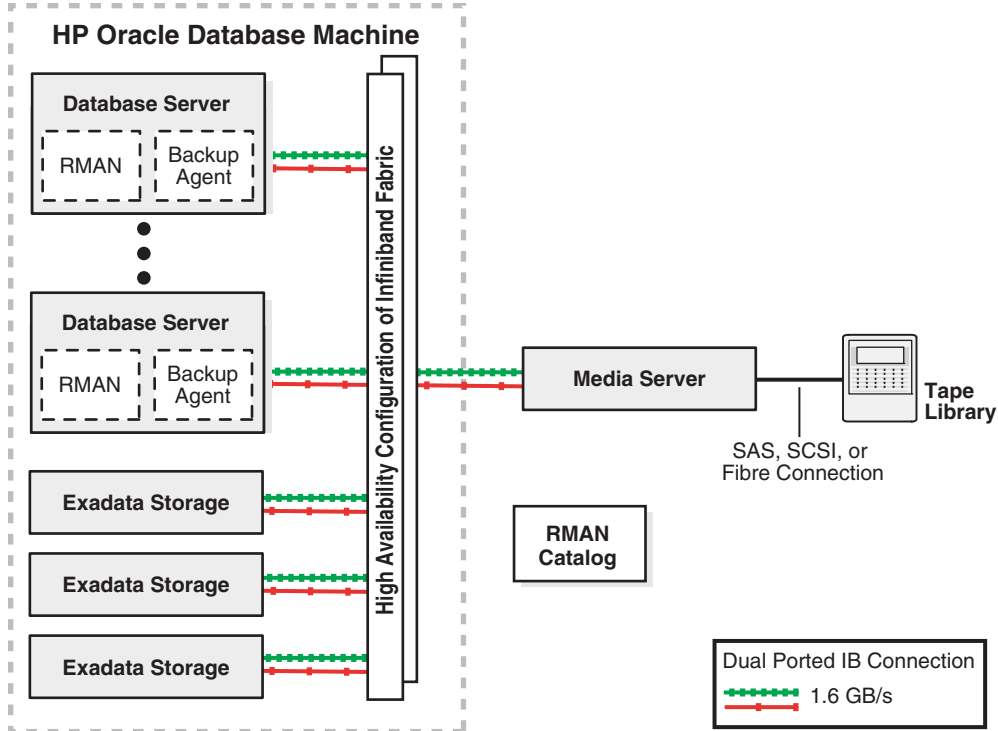 HP Oracle Database Machine
Database Server
RMAN
Backup
Agent
Database Server
RMAN
Backup
Agent
Exadata Storage
Exadata Storage
Exadata Storage
High Availability Configuration of Infiniband Fabric
Media Server
Tape
Library
SAS, SCSI, or
Fibre Connection
RMAN
Catalog
Dual Ported IB Connection
1.6 GB/s